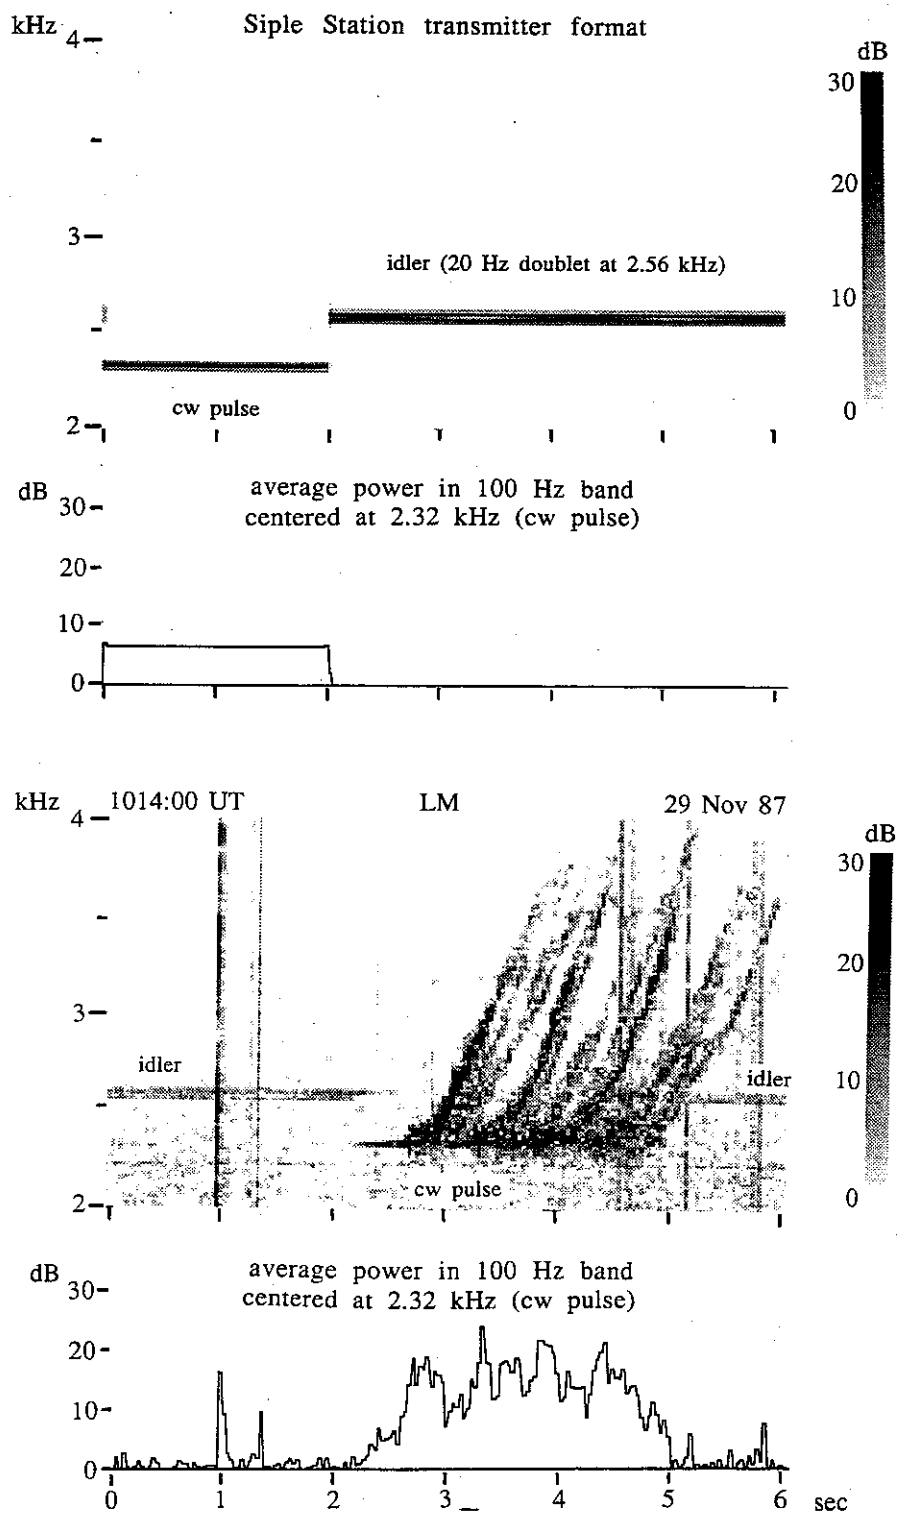 kHz
Siple Station transmitter format
4
dB
30
20
10
0
3
idler (20 Hz doublet at 2.56 kHz)
cw pulse
2
dB
average power in 100 Hz band
centered at 2.32 kHz (cw pulse)
30
20
10
0
kHz
1014:00 UT LM 29 Nov 87
4
dB
30
20
10
0
3
idler
idler
cw pulse
2
dB
average power in 100 Hz band
centered at 2.32 kHz (cw pulse)
30
20
10
0
0 1 2 3 4 5 6 sec